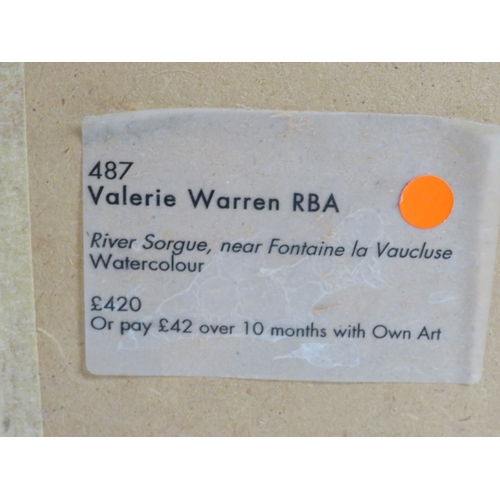 487
Valerie Warren RBA
River Sorgue, near Fontaine la Vaucluse
Watercolour
£420
Or pay £42 over 10 months with Own Art